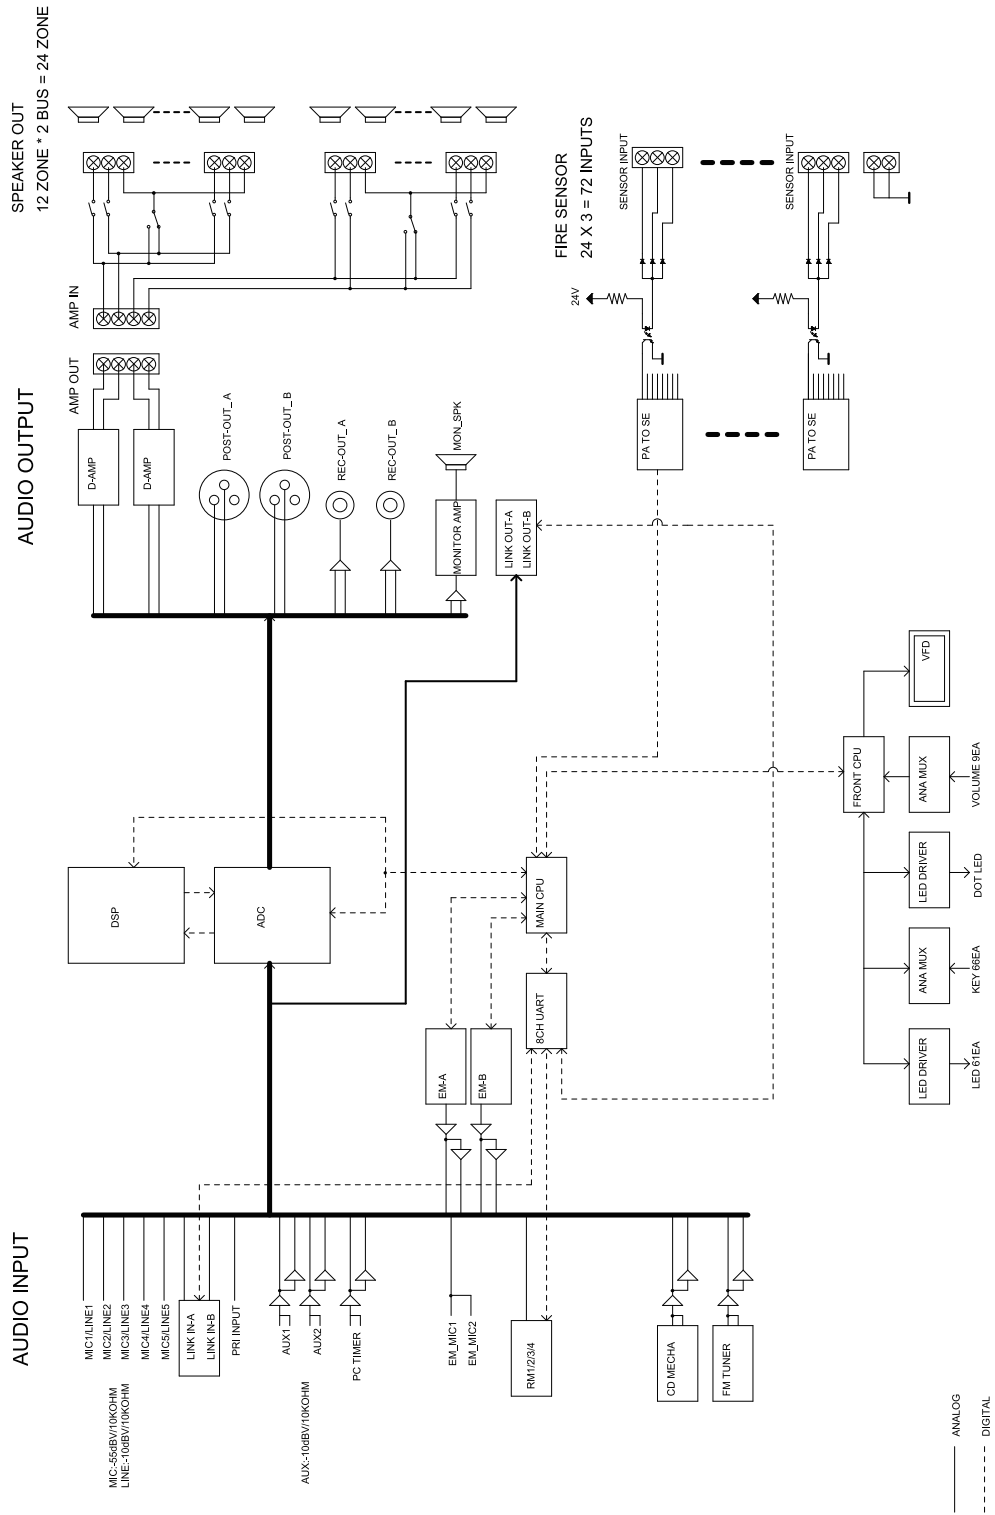 AUDIO INPUT
MIC1/LINE1
MIC2/LINE2
MIC3/LINE3
MIC4/LINE4
MIC5/LINE5
MIC:-55dBV/10KOHM
LINE:-10dBV/10KOHM
LINK IN-A
LINK IN-B
PRI INPUT
AUX1
AUX2
AUX:-10dBV/10KOHM
PC TIMER
EM_MIC1
EM_MIC2
RM1/2/3/4
CD MECHA
FM TUNER
ANALOG
DIGITAL
EM-A
EM-B
8CH UART
MAIN CPU
DSP
ADC
LED DRIVER
LED 61EA
ANA MUX
KEY 66EA
LED DRIVER
DOT LED
ANA MUX
VOLUME 9EA
FRONT CPU
VFD
AUDIO OUTPUT
D-AMP
D-AMP
AMP OUT
AMP IN
POST-OUT_ A
POST-OUT_ B
REC-OUT_ A
REC-OUT_ B
MONITOR AMP
MON_SPK
LINK OUT-A
LINK OUT-B
SPEAKER OUT
12 ZONE * 2 BUS = 24 ZONE
FIRE SENSOR
24 X 3 = 72 INPUTS
PA TO SE
24V
SENSOR INPUT
PA TO SE
SENSOR INPUT